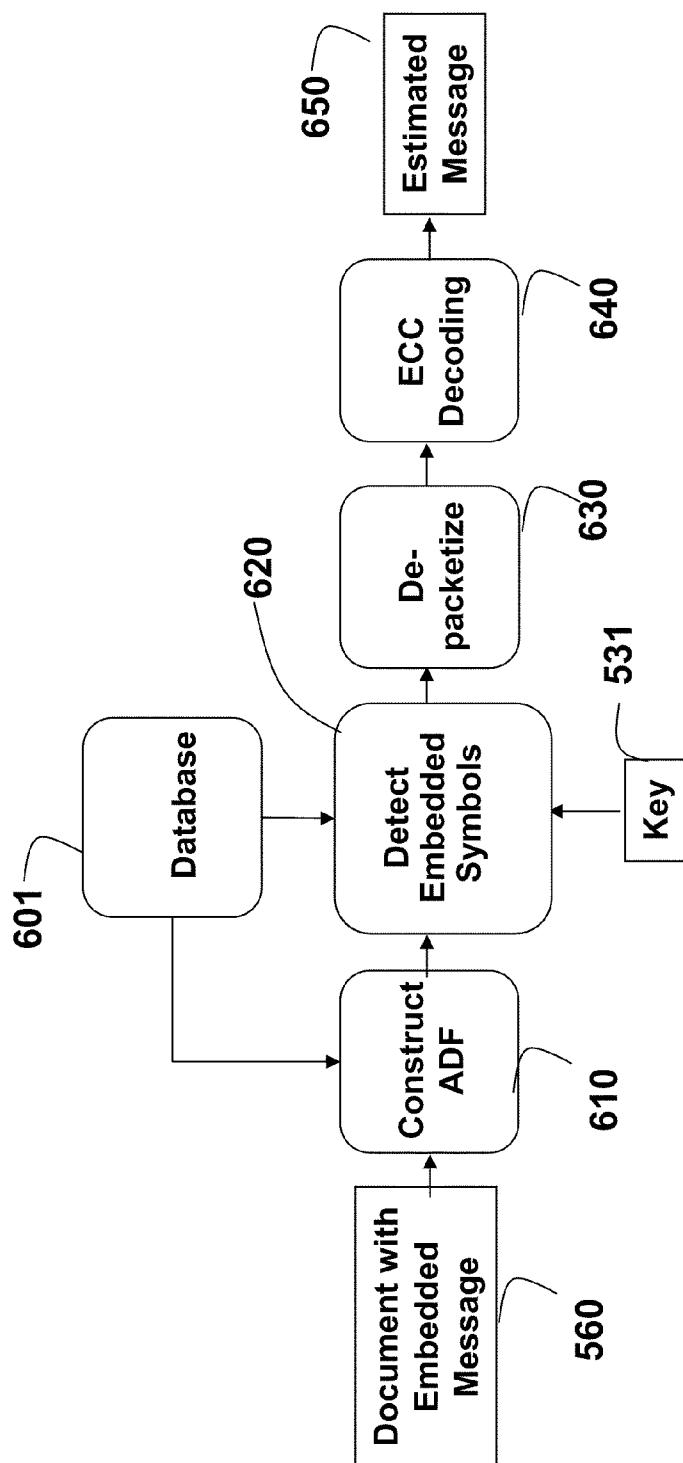 Document with
Embedded
Message
560
Construct
ADF
610
601
Database
620
Detect
Embedded
Symbols
Key
531
De-
packetize
630
ECC
Decoding
640
Estimated
Message
650